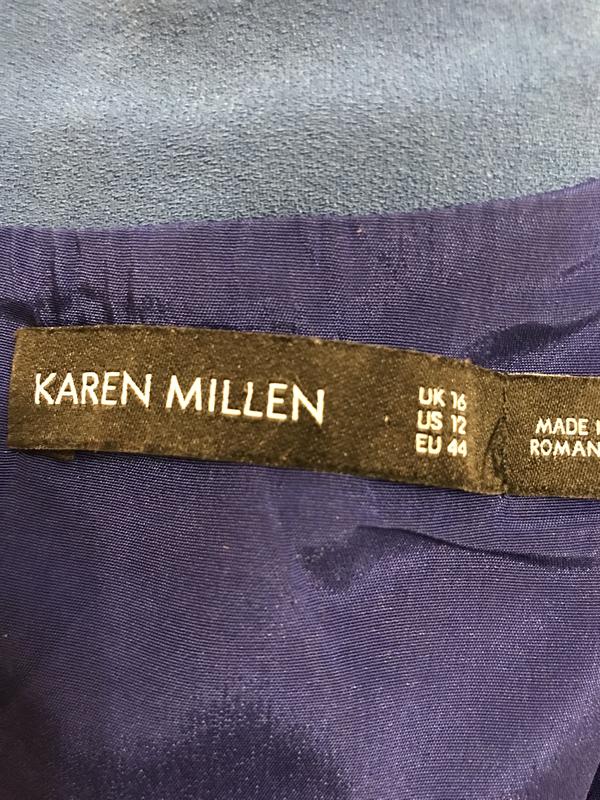 KAREN MILLEN
UK 16
US 12
EU 44
MADE
ROMAN